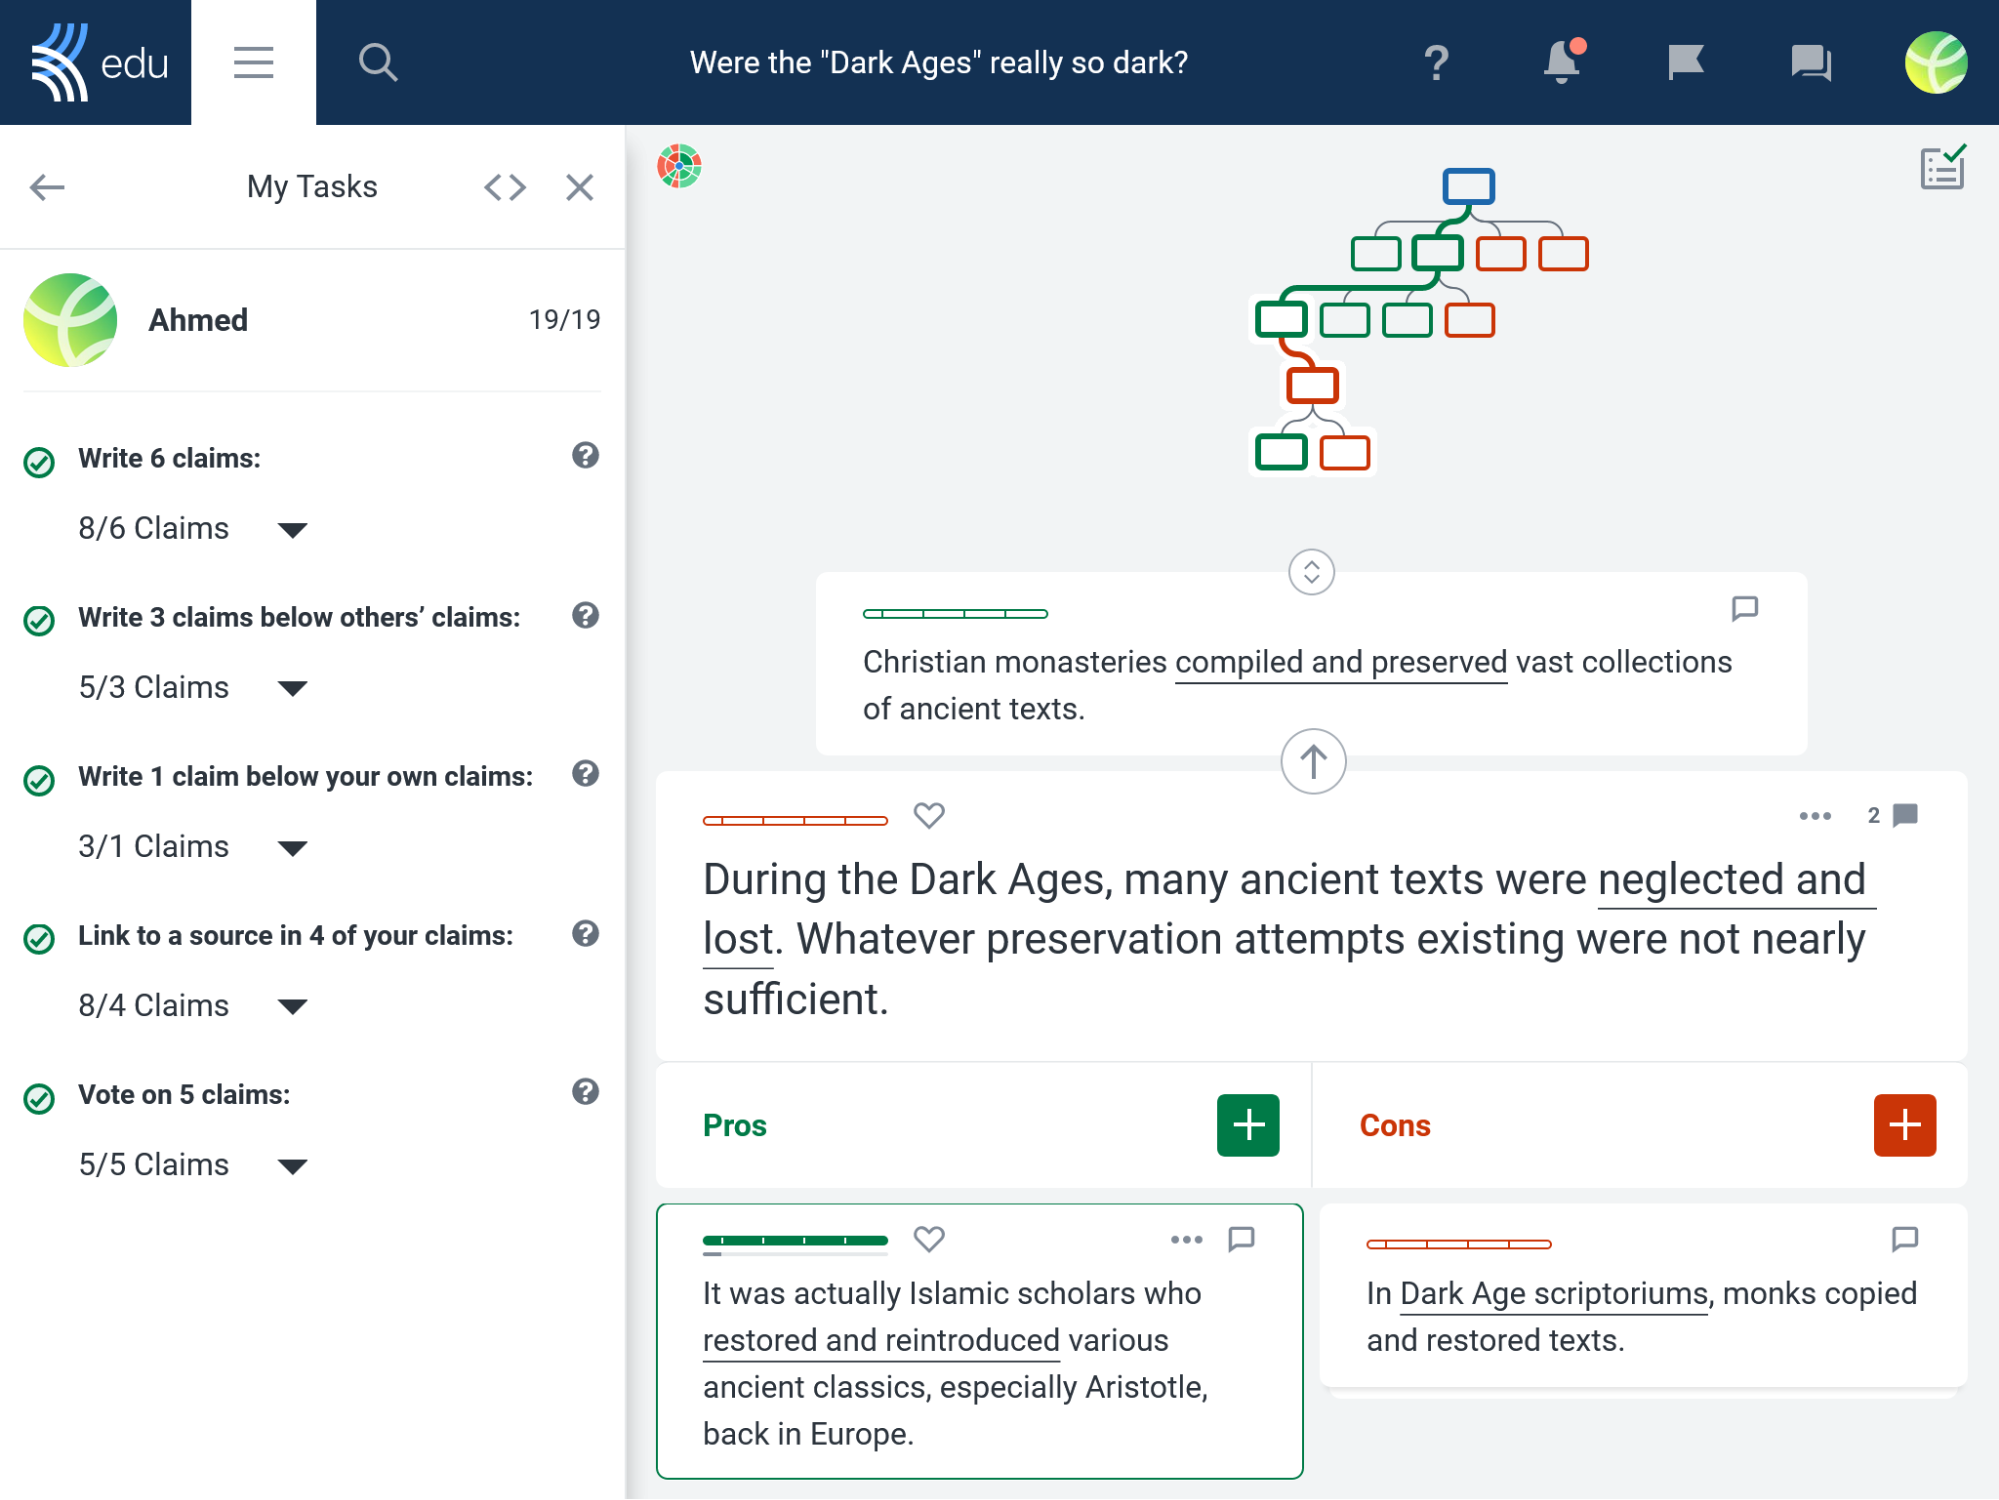 edu
Were the "Dark Ages" really so dark?
?
My Tasks
Ahmed
19/19
Write 6 claims:
?
8/6 Claims
Write 3 claims below others’ claims:
?
5/3 Claims
Write 1 claim below your own claims:
?
3/1 Claims
Link to a source in 4 of your claims:
?
8/4 Claims
Vote on 5 claims:
?
5/5 Claims
Christian monasteries compiled and preserved vast collections
of ancient texts.
2
During the Dark Ages, many ancient texts were neglected and
lost. Whatever preservation attempts existing were not nearly
sufficient.
Pros
Cons
It was actually Islamic scholars who
restored and reintroduced various
ancient classics, especially Aristotle,
back in Europe.
In Dark Age scriptoriums, monks copied
and restored texts.